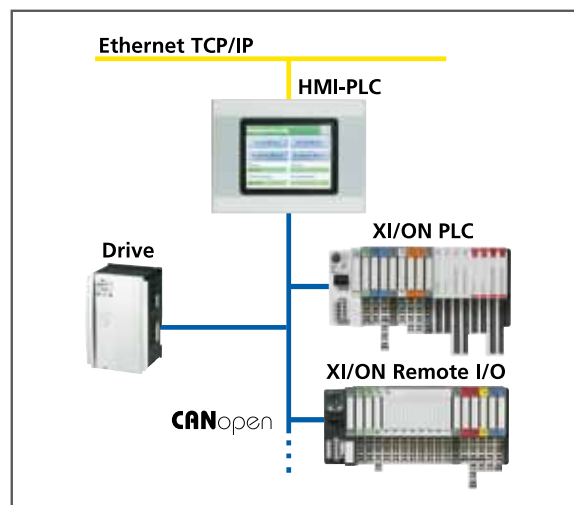 Ethernet TCP/IP
HMI-PLC
XI/ON PLC
Drive
XI/ON Remote I/O
CANopen